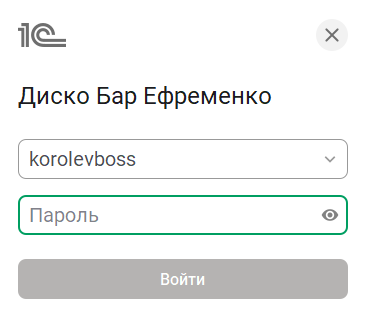 1С
Диско Бар Ефременко
korolevboss
Пароль
Войти